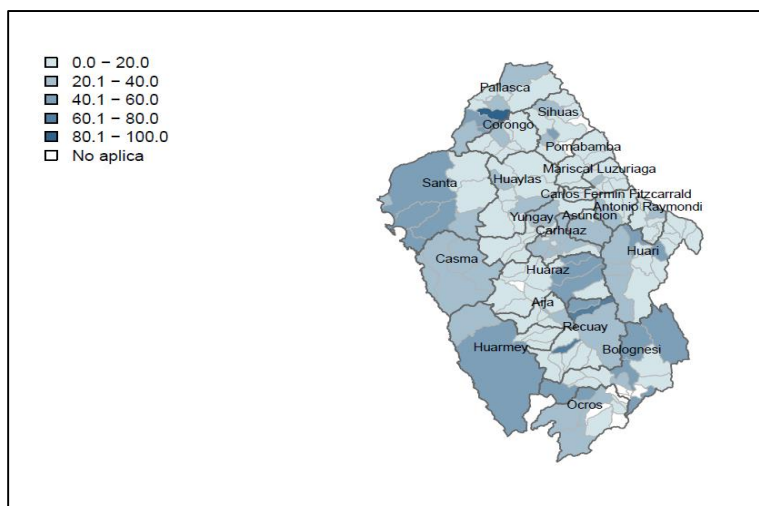 0.0 – 20.0
20.1 – 40.0
40.1 – 60.0
60.1 – 80.0
80.1 – 100.0
No aplica
Pallasca
Sihuas
Corongo
Pomabamba
Mariscal Luzuriaga
Huaylas
Santa
Carlos Fermin Fitzcarrald
Antonio Raymondi
Yungay
Asuncion
Carhuaz
Huari
Casma
Huaraz
Aija
Recuay
Huarmey
Bolognesi
Ocros